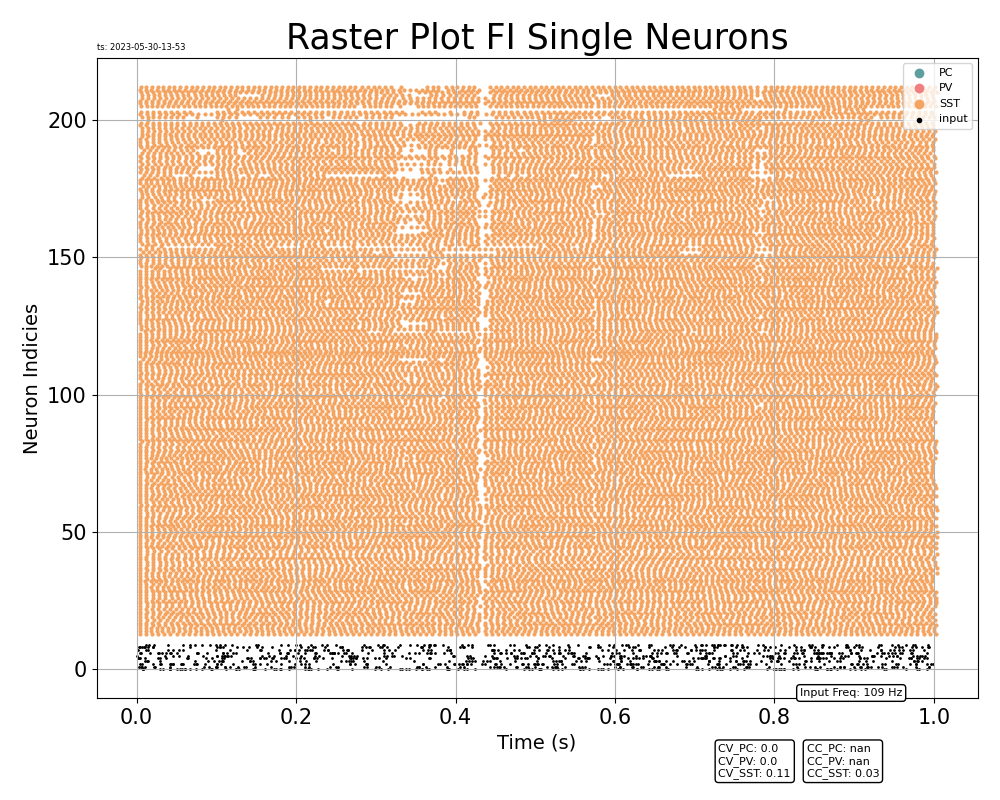 Raster Plot FI Single Neurons
ts: 2023-05-30-13-53
PC
PV
SST
input
200
150
100
50
0
Neuron Indicies
0.0 0.2 0.4 0.6 0.8 1.0
Time (s)
Input Freq: 109 Hz
CV_PC: 0.0
CV_PV: 0.0
CV_SST: 0.11
CC_PC: nan
CC_PV: nan
CC_SST: 0.03